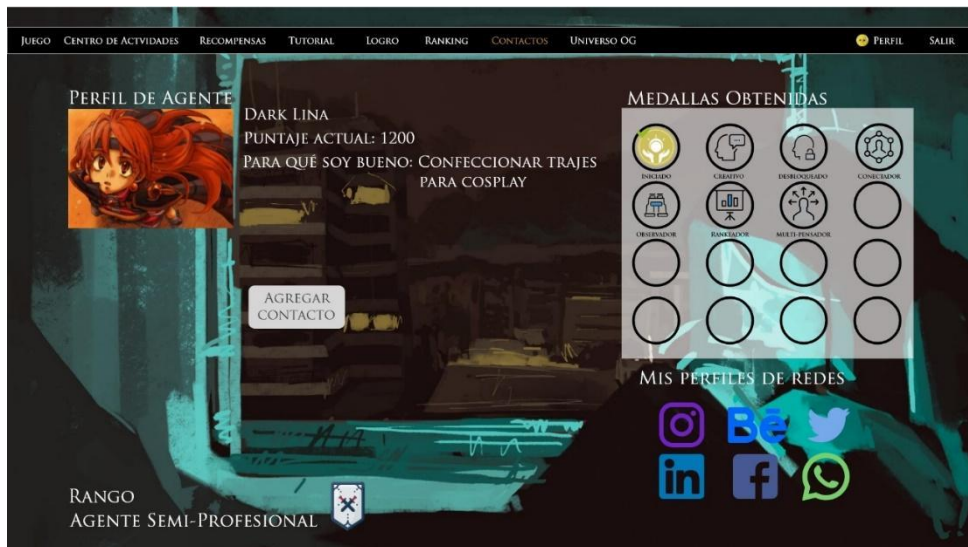 JUEGO CENTRO DE ACTVIDADES RECOMPENSAS TUTORIAL LOGRO RANKING CONTACTOS UNIVERSO OG PERFIL SALIR
PERFIL DE AGENTE
DARK LINA
PUNTAJE ACTUAL: 1200
PARA QUÉ SOY BUENO: CONFECCIONAR TRAJES
PARA COSPLAY
AGREGAR
CONTACTO
RANGO
AGENTE SEMI-PROFESIONAL
MEDALLAS OBTENIDAS
INICIADO CREATIVO DESBLOQUEADO CONECTADOR
OBSERVADOR RANKEADOR MULTI-PENSADOR
MIS PERFILES DE REDES
Bē
in f